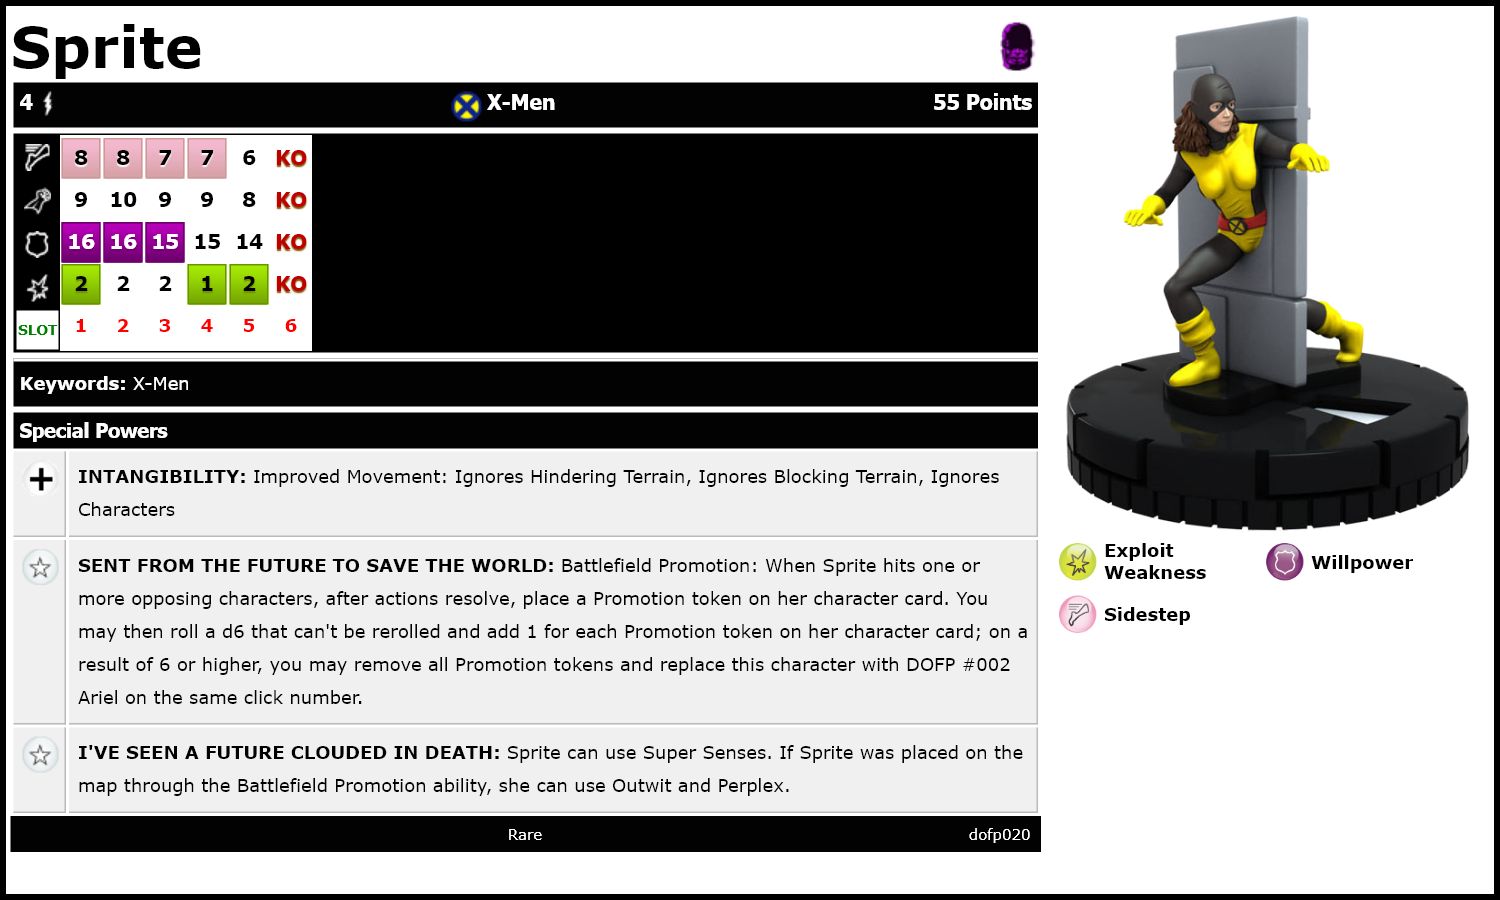 Sprite
4 X-Men 55 Points
8 8 7 7 6 KO
9 10 9 9 8 KO
16 16 15 15 14 KO
2 2 2 1 2 KO
SLOT 1 2 3 4 5 6
Keywords: X-Men
Special Powers
INTANGIBILITY: Improved Movement: Ignores Hindering Terrain, Ignores Blocking Terrain, Ignores
Characters
SENT FROM THE FUTURE TO SAVE THE WORLD: Battlefield Promotion: When Sprite hits one or
more opposing characters, after actions resolve, place a Promotion token on her character card. You
may then roll a d6 that can't be rerolled and add 1 for each Promotion token on her character card; on a
result of 6 or higher, you may remove all Promotion tokens and replace this character with DOFP #002
Ariel on the same click number.
I'VE SEEN A FUTURE CLOUDED IN DEATH: Sprite can use Super Senses. If Sprite was placed on the
map through the Battlefield Promotion ability, she can use Outwit and Perplex.
Rare dofp020
Exploit
Weakness
Willpower
Sidestep